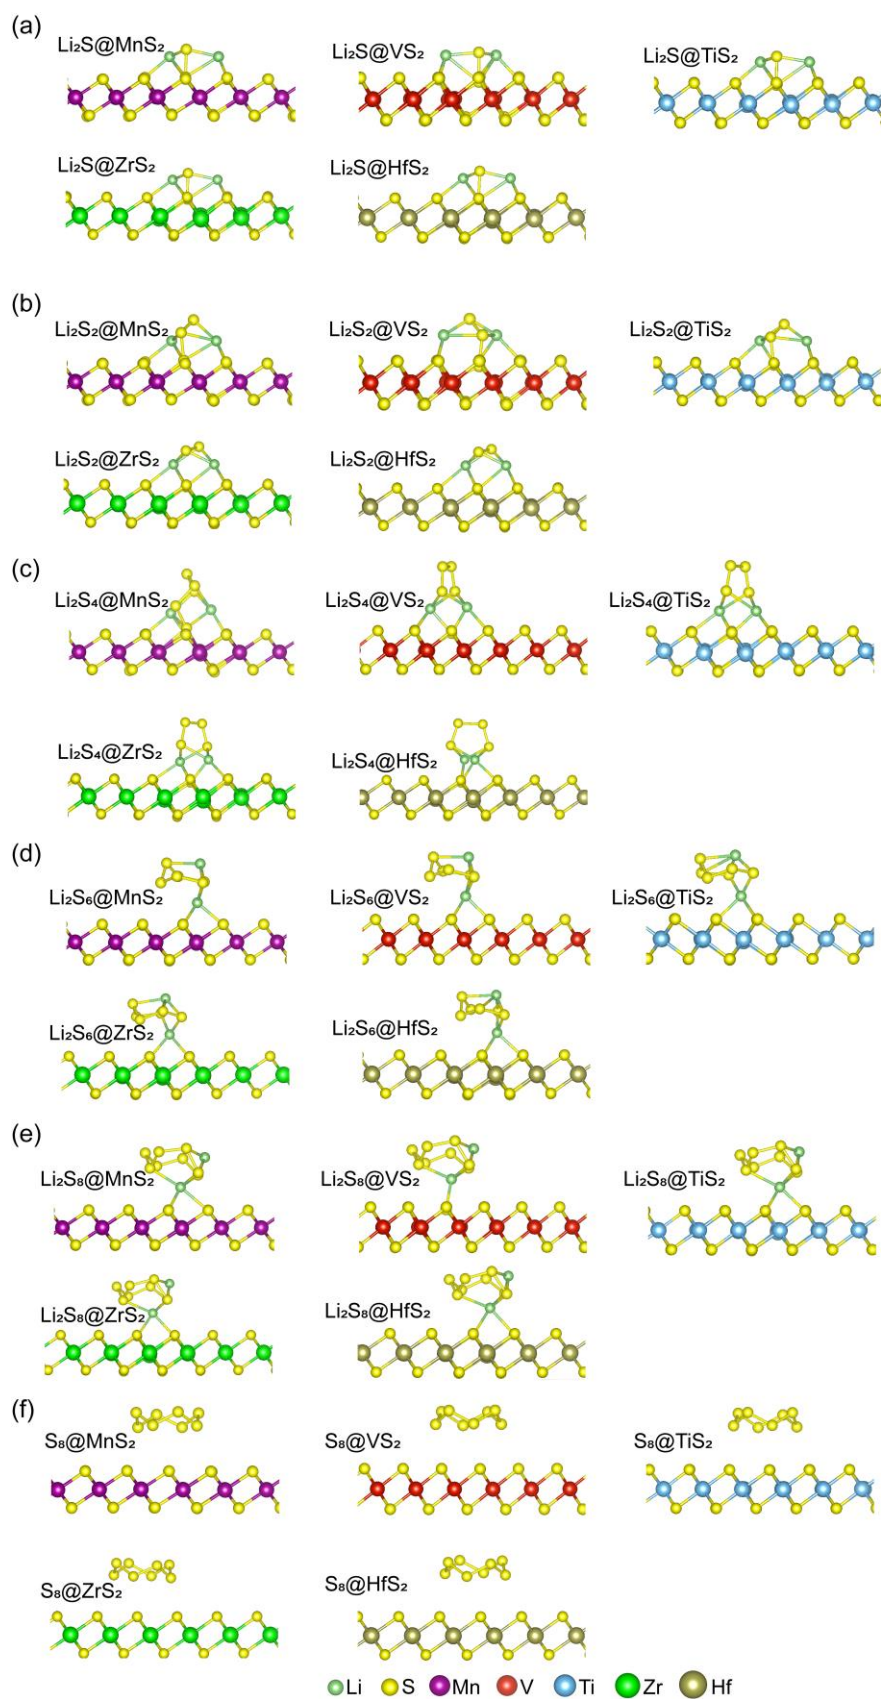 (a)
Li₂S@MnS₂ Li₂S@VS₂ Li₂S@TiS₂
Li₂S@ZrS₂ Li₂S@HfS₂
(b)
Li₂S₂@MnS₂ Li₂S₂@VS₂ Li₂S₂@TiS₂
Li₂S₂@ZrS₂ Li₂S₂@HfS₂
(c)
Li₂S₄@MnS₂ Li₂S₄@VS₂ Li₂S₄@TiS₂
Li₂S₄@ZrS₂ Li₂S₄@HfS₂
(d)
Li₂S₆@MnS₂ Li₂S₆@VS₂ Li₂S₆@TiS₂
Li₂S₆@ZrS₂ Li₂S₆@HfS₂
(e)
Li₂S₈@MnS₂ Li₂S₈@VS₂ Li₂S₈@TiS₂
Li₂S₈@ZrS₂ Li₂S₈@HfS₂
(f)
S₈@MnS₂ S₈@VS₂ S₈@TiS₂
S₈@ZrS₂ S₈@HfS₂
Li S Mn V Ti Zr Hf